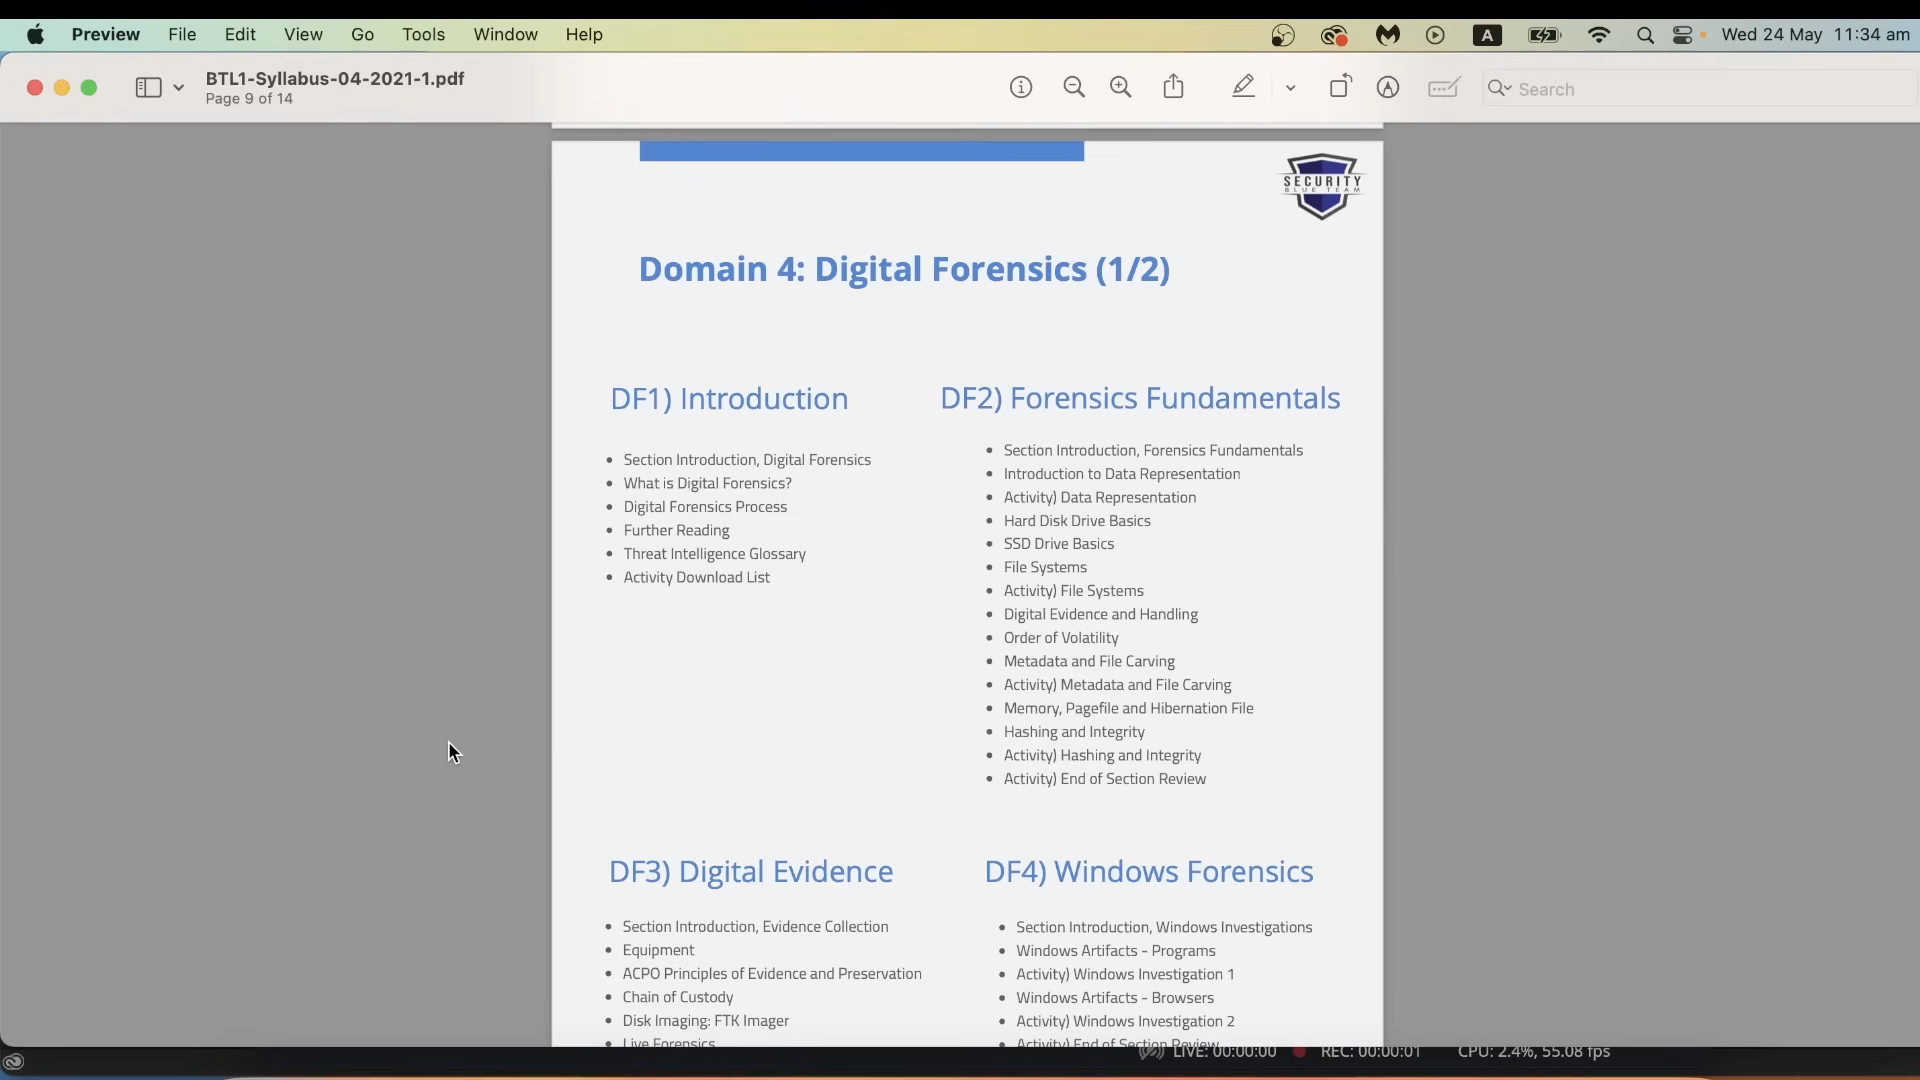 Preview File Edit View Go Tools Window Help A Wed 24 May 11:34 am
BTL1-Syllabus-04-2021-1.pdf
Page 9 of 14
Search
SECURITY
BLUE TEAM
Domain 4: Digital Forensics (1/2)
DF1) Introduction
• Section Introduction, Digital Forensics
• What is Digital Forensics?
• Digital Forensics Process
• Further Reading
• Threat Intelligence Glossary
• Activity Download List
DF2) Forensics Fundamentals
• Section Introduction, Forensics Fundamentals
• Introduction to Data Representation
• Activity) Data Representation
• Hard Disk Drive Basics
• SSD Drive Basics
• File Systems
• Activity) File Systems
• Digital Evidence and Handling
• Order of Volatility
• Metadata and File Carving
• Activity) Metadata and File Carving
• Memory, Pagefile and Hibernation File
• Hashing and Integrity
• Activity) Hashing and Integrity
• Activity) End of Section Review
DF3) Digital Evidence
• Section Introduction, Evidence Collection
• Equipment
• ACPO Principles of Evidence and Preservation
• Chain of Custody
• Disk Imaging: FTK Imager
• Live Forensics
DF4) Windows Forensics
• Section Introduction, Windows Investigations
• Windows Artifacts - Programs
• Activity) Windows Investigation 1
• Windows Artifacts - Browsers
• Activity) Windows Investigation 2
• Activity) End of Section Review
LIVE: 00:00:00 REC: 00:00:01 CPU: 2.4%, 55.08 fps